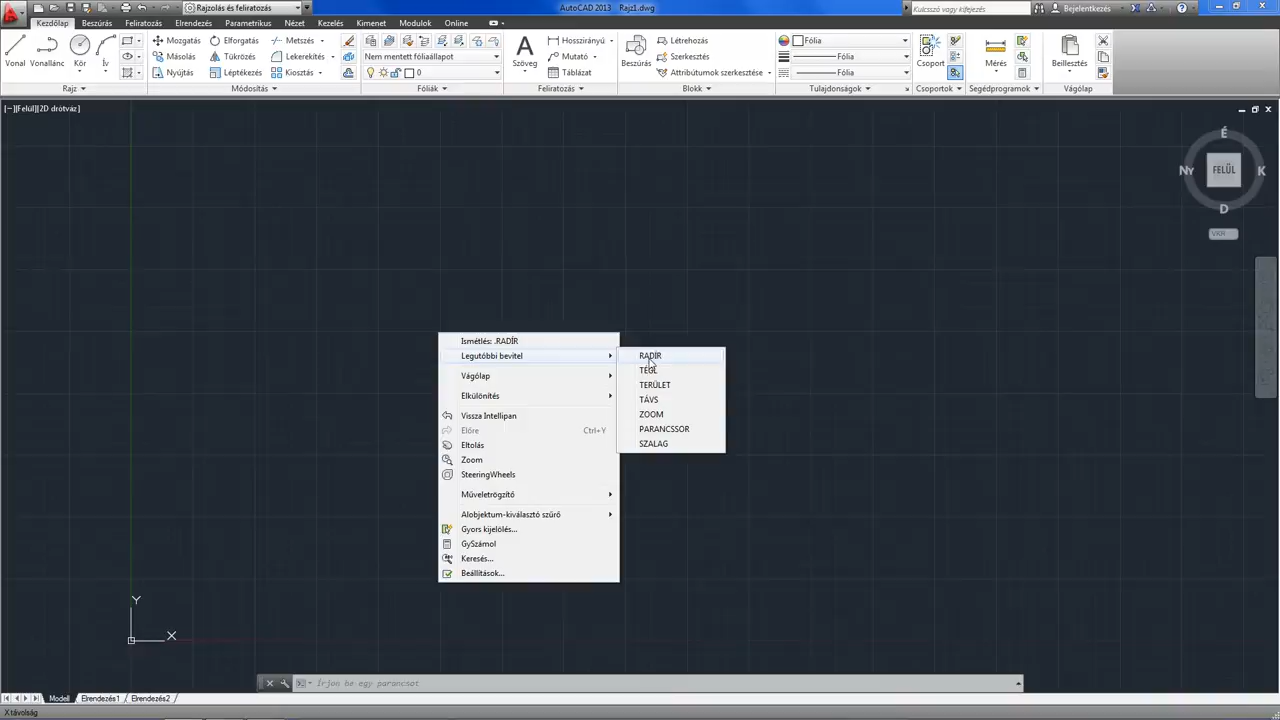 Rajzolás és feliratozás
AutoCAD 2013 Rajz1.dwg
Kulcsszó vagy kifejezés
Bejelentkezés
Kezdőlap Beszúrás Feliratozás Parametrikus Nézet Kezelés Kimenet Modulok Online
Mozgatás Elforgatás Metszés
Másolás Tükrözés Lekerekítés
Nyújtás Léptékezés Kiosztás
Vonal Vonallánc Kör Ív
Nem mentett fóliaállapot
0
Szöveg
Hosszirányú
Mutató
Táblázat
Beszúrás
Létrehozás
Szerkesztés
Attribútumok szerkesztése
Fólia
Fólia
Fólia
Csoport
Mérés
Beillesztés
Rajz Módosítás Fóliák Feliratozás Blokk Tulajdonságok Csoportok Segédprogramok Vágólap
[−][Felül][2D drótváz]
É
NY FELÜL K
D
VKR
Ismétlés: .RADÍR
Legutóbbi bevitel
Vágólap
Elkülönítés
Vissza Intellipan
Előre Ctrl+Y
Eltolás
Zoom
SteeringWheels
Műveletrögzítő
Alobjektum-kiválasztó szűrő
Gyors kijelölés...
GySzámol
Keresés...
Beállítások...
RADÍR
TÉGL
TERÜLET
TÁVS
ZOOM
PARANCSSOR
SZALAG
Y
X
Írjon be egy parancsot
Modell Elrendezés1 Elrendezés2
X távolság